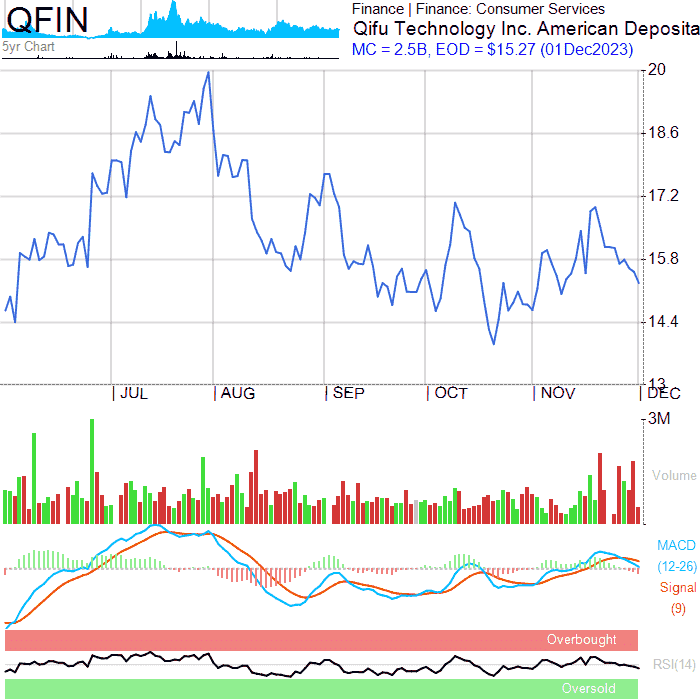 QFIN
5yr Chart
Finance | Finance: Consumer Services
Qifu Technology Inc. American Deposita
MC = 2.5B, EOD = $15.27 (01Dec2023)
20
18.6
17.2
15.8
14.4
13
JUL
AUG
SEP
OCT
NOV
DEC
3M
Volume
MACD
(12-26)
Signal
(9)
Overbought
RSI(14)
Oversold